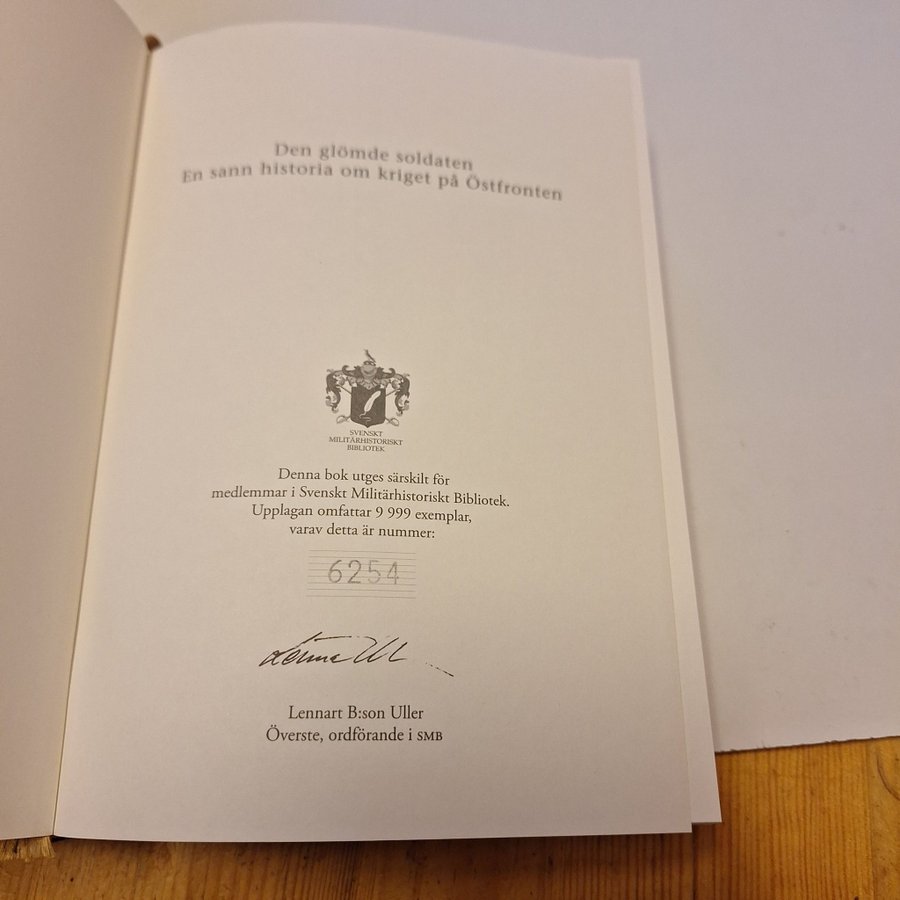 Den glömde soldaten
En sann historia om kriget på Östfronten
SVENSKT
MILITÄRHISTORISKT
BIBLIOTEK
Denna bok utges särskilt för
medlemmar i Svenskt Militärhistoriskt Bibliotek.
Upplagan omfattar 9 999 exemplar,
varav detta är nummer:
6254
Lennart B:son Uller
Överste, ordförande i SMB